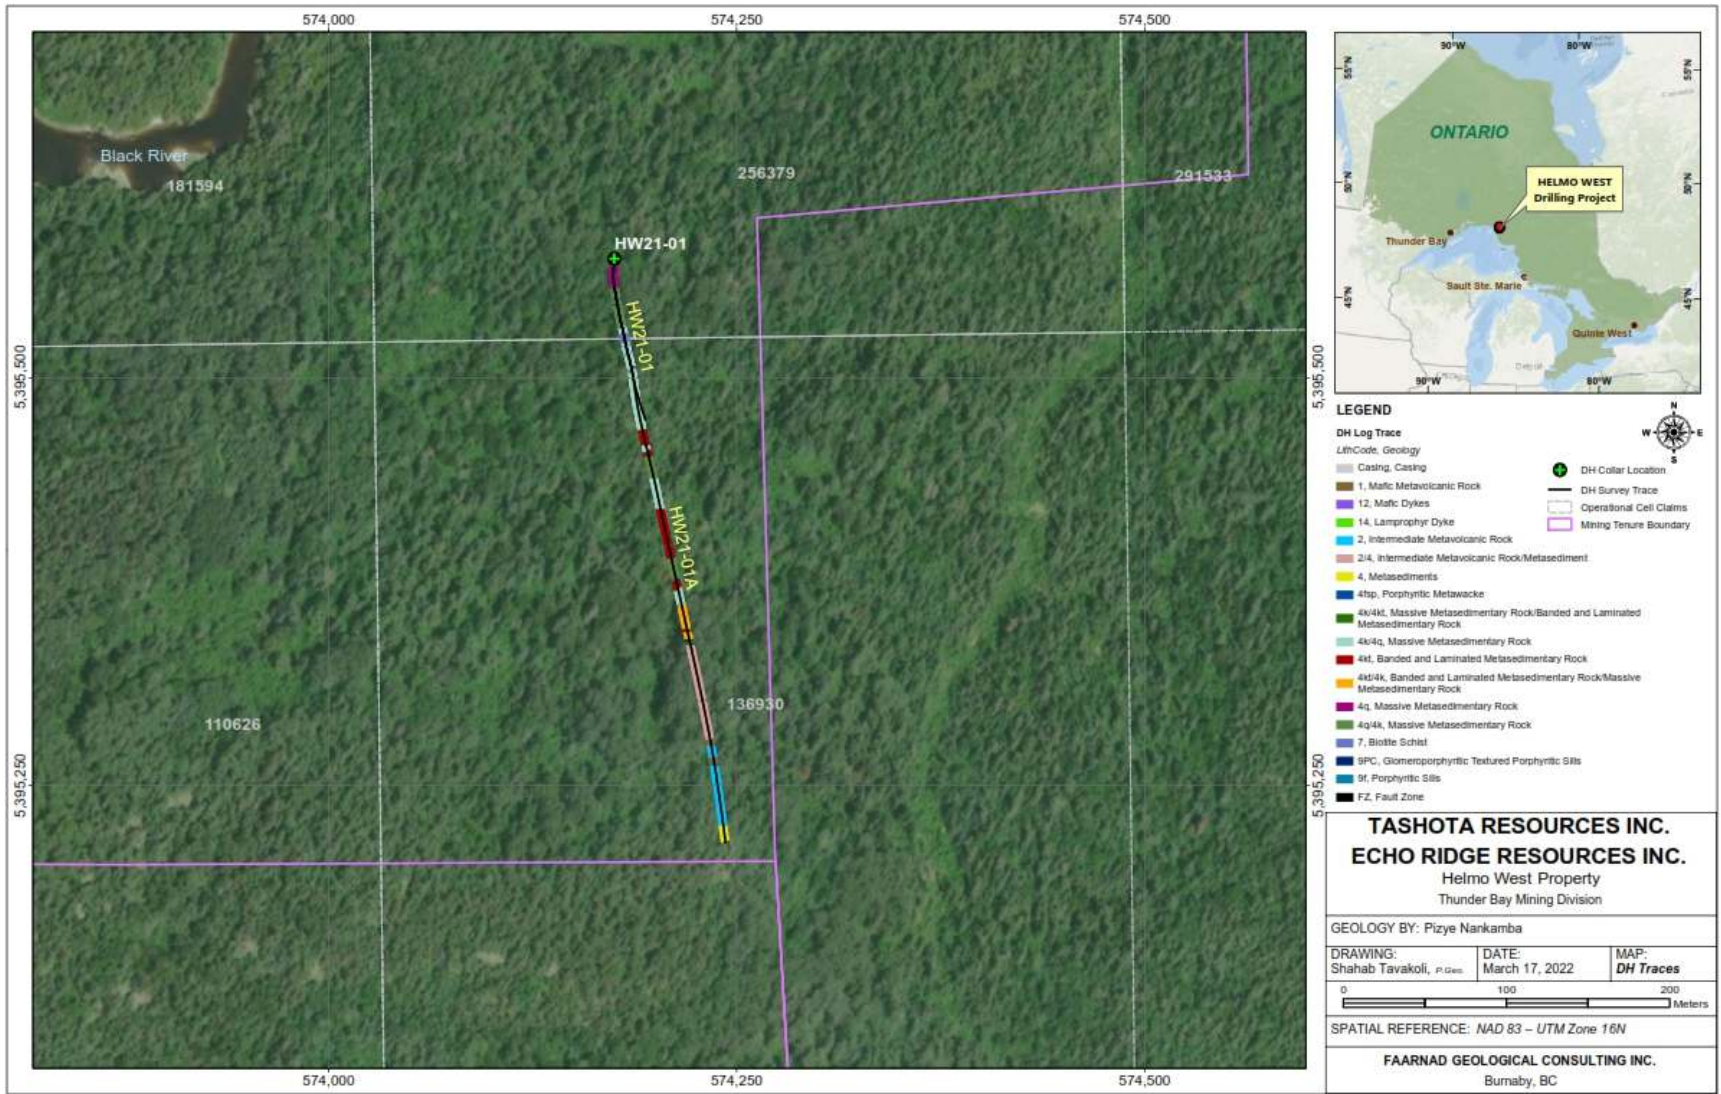 574,000
574,250
574,500
Black River
181594
256379
291533
HW21-01
HW21-01
5,395,500
5,395,500
HW21-01A
136930
110626
5,395,250
5,395,250
574,000
574,250
574,500
90°W
80°W
55°N
55°N
ONTARIO
50°N
50°N
HELMO WEST
Drilling Project
Thunder Bay
Sault Ste. Marie
45°N
45°N
Quinte West
Detroit
90°W
80°W
LEGEND
N
W
E
S
DH Log Trace
LithCode, Geology
Casing, Casing
1, Mafic Metavolcanic Rock
12, Mafic Dykes
14, Lamprophyr Dyke
2, Intermediate Metavolcanic Rock
2/4, Intermediate Metavolcanic Rock/Metasediment
4, Metasediments
4fsp, Porphyritic Metawacke
4k/4kt, Massive Metasedimentary Rock/Banded and Laminated
Metasedimentary Rock
4k/4q, Massive Metasedimentary Rock
4kt, Banded and Laminated Metasedimentary Rock
4kt/4k, Banded and Laminated Metasedimentary Rock/Massive
Metasedimentary Rock
4q, Massive Metasedimentary Rock
4q/4k, Massive Metasedimentary Rock
7, Biotite Schist
9PC, Glomeroporphyritic Textured Porphyritic Sills
9f, Porphyritic Sills
FZ, Fault Zone
DH Collar Location
DH Survey Trace
Operational Cell Claims
Mining Tenure Boundary
TASHOTA RESOURCES INC.
ECHO RIDGE RESOURCES INC.
Helmo West Property
Thunder Bay Mining Division
GEOLOGY BY: Pizye Nankamba
DRAWING:
Shahab Tavakoli, P.Geo.
DATE:
March 17, 2022
MAP:
DH Traces
0 100 200
Meters
SPATIAL REFERENCE: NAD 83 – UTM Zone 16N
FAARNAD GEOLOGICAL CONSULTING INC.
Burnaby, BC